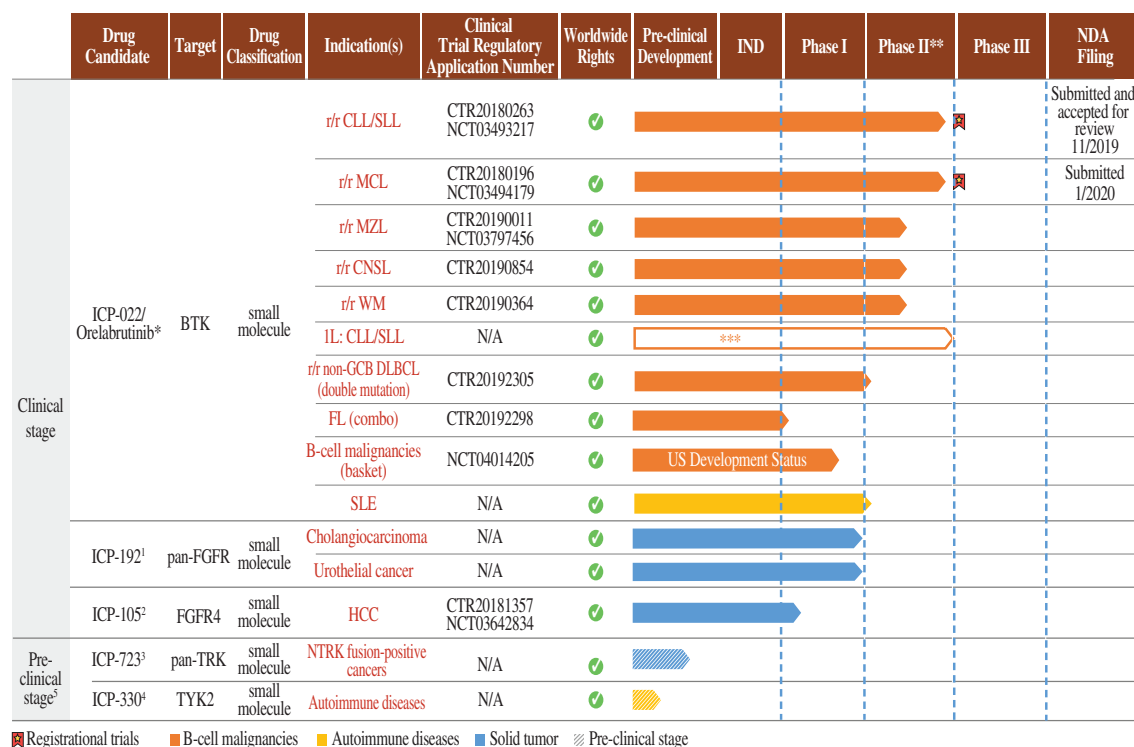 Drug Candidate
Target
Drug Classification
Indication(s)
Clinical Trial Regulatory Application Number
Worldwide Rights
Pre-clinical Development
IND
Phase I
Phase II**
Phase III
NDA Filing
Clinical stage
ICP-022/ Orelabrutinib*
BTK
small molecule
r/r CLL/SLL
CTR20180263
NCT03493217
Submitted and accepted for review 11/2019
r/r MCL
CTR20180196
NCT03494179
Submitted 1/2020
r/r MZL
CTR20190011
NCT03797456
r/r CNSL
CTR20190854
r/r WM
CTR20190364
1L: CLL/SLL
N/A
***
r/r non-GCB DLBCL (double mutation)
CTR20192305
FL (combo)
CTR20192298
B-cell malignancies (basket)
NCT04014205
US Development Status
SLE
N/A
ICP-192¹
pan-FGFR
small molecule
Cholangiocarcinoma
N/A
Urothelial cancer
N/A
ICP-105²
FGFR4
small molecule
HCC
CTR20181357
NCT03642834
Pre-clinical stage⁵
ICP-723³
pan-TRK
small molecule
NTRK fusion-positive cancers
N/A
ICP-330⁴
TYK2
small molecule
Autoimmune diseases
N/A
Registrational trials
B-cell malignancies
Autoimmune diseases
Solid tumor
Pre-clinical stage